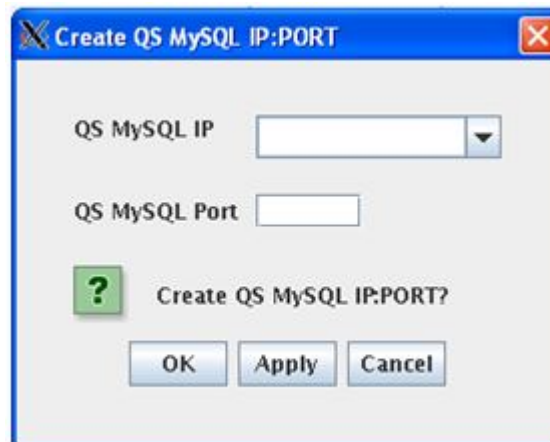 Create QS MySQL IP:PORT
QS MySQL IP
QS MySQL Port
? Create QS MySQL IP:PORT?
OK Apply Cancel